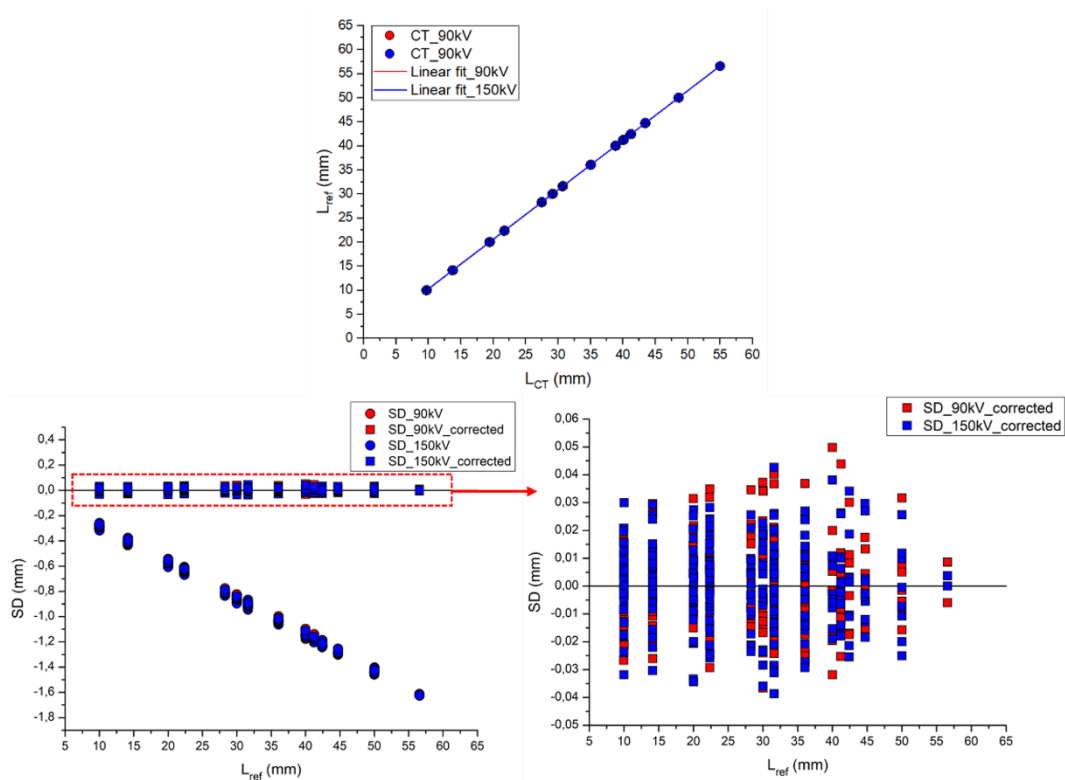 65
60
55
50
45
40
35
30
25
20
15
10
5
0
L_ref (mm)
CT_90kV
CT_90kV
Linear fit_90kV
Linear fit_150kV
0 5 10 15 20 25 30 35 40 45 50 55 60
L_CT (mm)
0,6
0,4
0,2
0,0
-0,2
-0,4
-0,6
-0,8
-1,0
-1,2
-1,4
-1,6
-1,8
SD (mm)
SD_90kV
SD_90kV_corrected
SD_150kV
SD_150kV_corrected
5 10 15 20 25 30 35 40 45 50 55 60 65
L_ref (mm)
SD_90kV_corrected
SD_150kV_corrected
0,06
0,05
0,04
0,03
0,02
0,01
0,00
-0,01
-0,02
-0,03
-0,04
-0,05
SD (mm)
5 10 15 20 25 30 35 40 45 50 55 60 65
L_ref (mm)